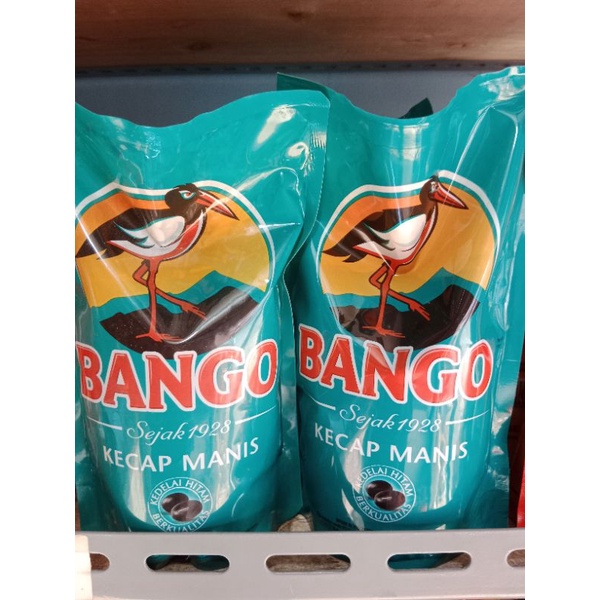 BANGO
Sejak 1928
KECAP MANIS
KEDELAI HITAM
BERKUALITAS
BANGO
Sejak 1928
KECAP MANIS
KEDELAI HITAM
BERKUALITAS